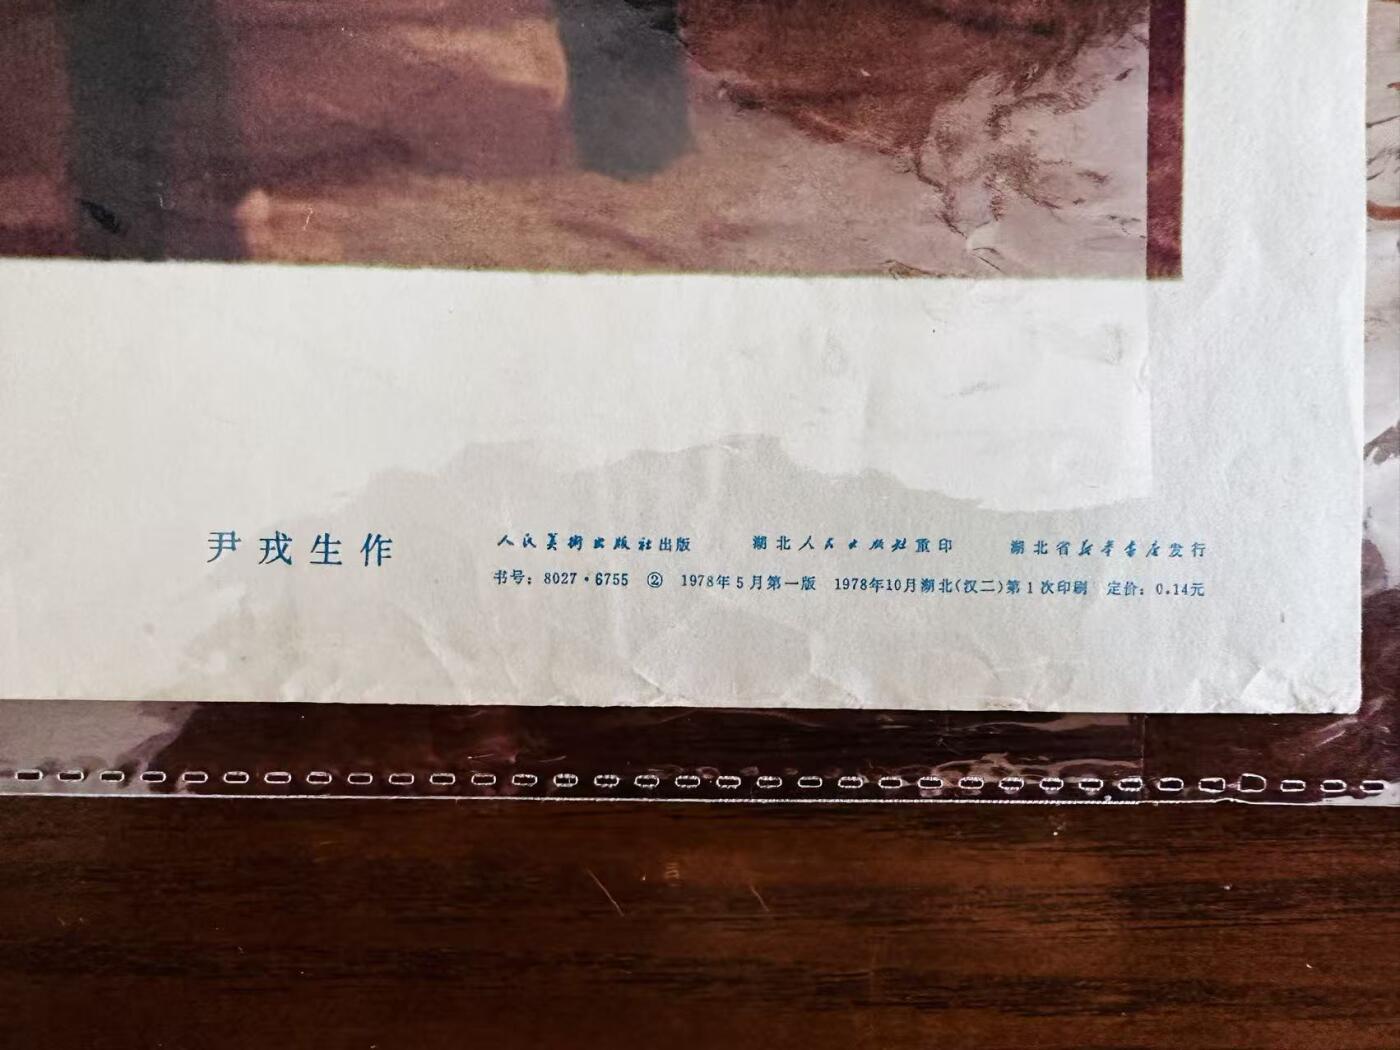 尹戎生作
人民美術出版社出版 湖北人民出版社重印 湖北省新华书店发行
书号：8027·6755 ② 1978年5月第一版 1978年10月湖北(汉二)第1次印刷 定价：0.14元